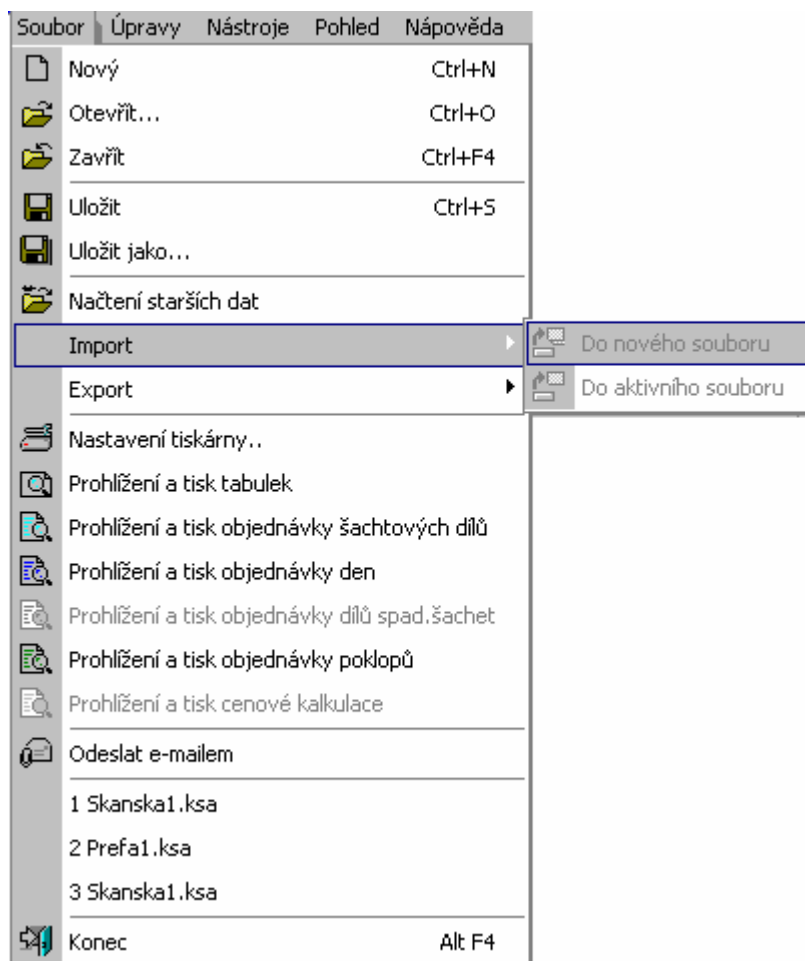 Soubor Úpravy Nástroje Pohled Nápověda
Nový Ctrl+N
Otevřít... Ctrl+O
Zavřít Ctrl+F4
Uložit Ctrl+S
Uložit jako...
Načtení starších dat
Import Do nového souboru
Export Do aktivního souboru
Nastavení tiskárny..
Prohlížení a tisk tabulek
Prohlížení a tisk objednávky šachtových dílů
Prohlížení a tisk objednávky den
Prohlížení a tisk objednávky dílů spad.šachet
Prohlížení a tisk objednávky poklopů
Prohlížení a tisk cenové kalkulace
Odeslat e-mailem
1 Skanska1.ksa
2 Prefa1.ksa
3 Skanska1.ksa
Konec Alt F4